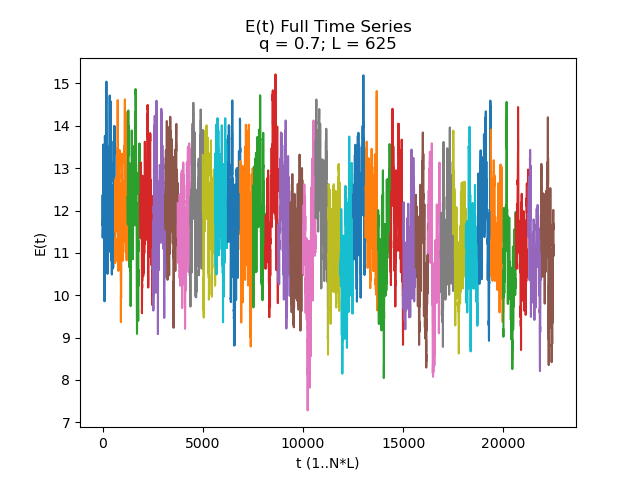 E(t) Full Time Series
q = 0.7; L = 625
15
14
13
12
11
10
9
8
7
E(t)
0 5000 10000 15000 20000
t (1..N*L)